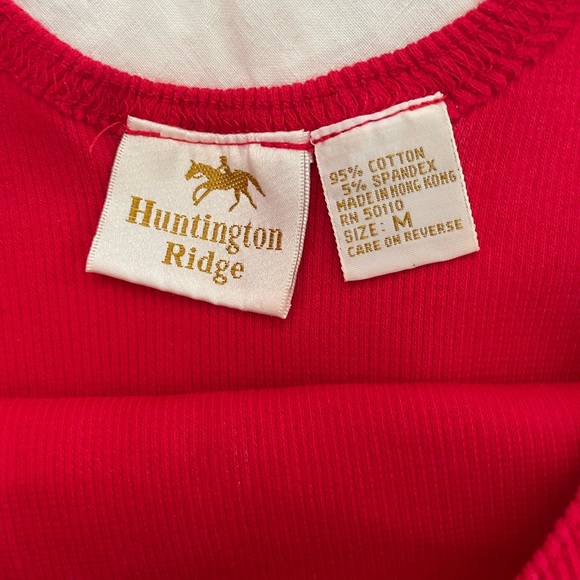 Huntington
Ridge
95% COTTON
5% SPANDEX
MADE IN HONG KONG
RN 50110
SIZE: M
CARE ON REVERSE